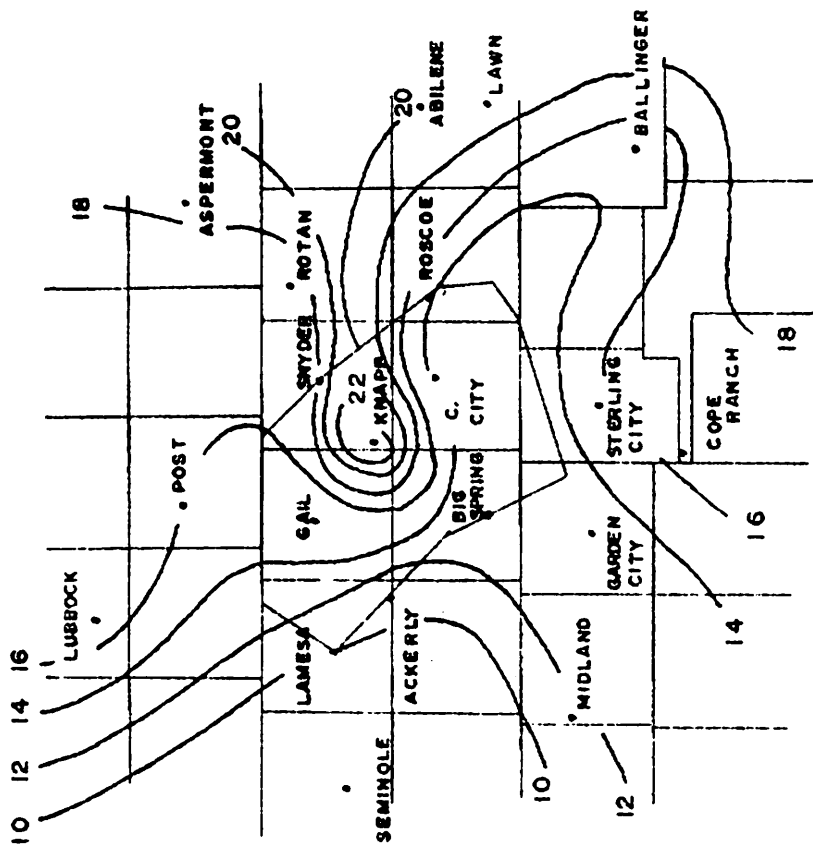 18
ASPERMONT
20
ROTAN
20
ABILENE
LAWN
BALLINGER
SNYDER
ROSCOE
22
KNAPP
C.
CITY
POST
GAIL
BIG
SPRING
STERLING
CITY
COPE
RANCH
18
16
LUBBOCK
16
14
12
10
LAMESA
ACKERLY
GARDEN
CITY
14
MIDLAND
SEMINOLE
10
12